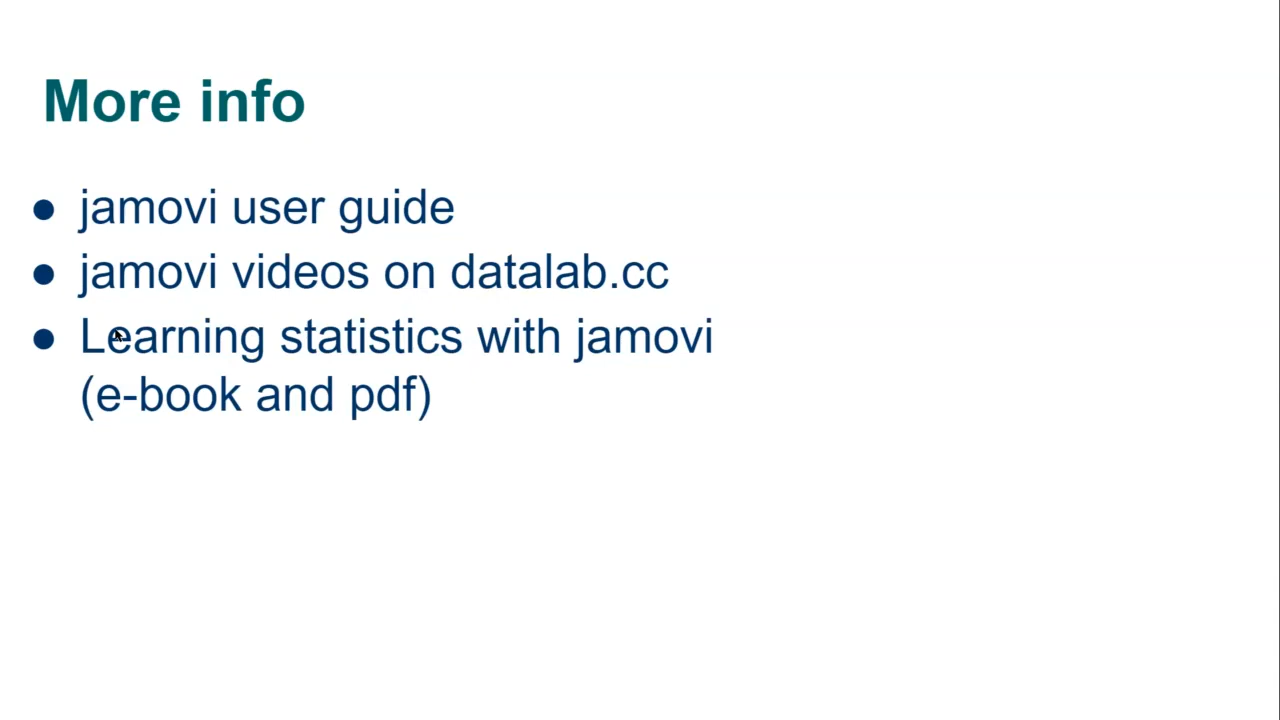 More info
● jamovi user guide
● jamovi videos on datalab.cc
● Learning statistics with jamovi
(e-book and pdf)